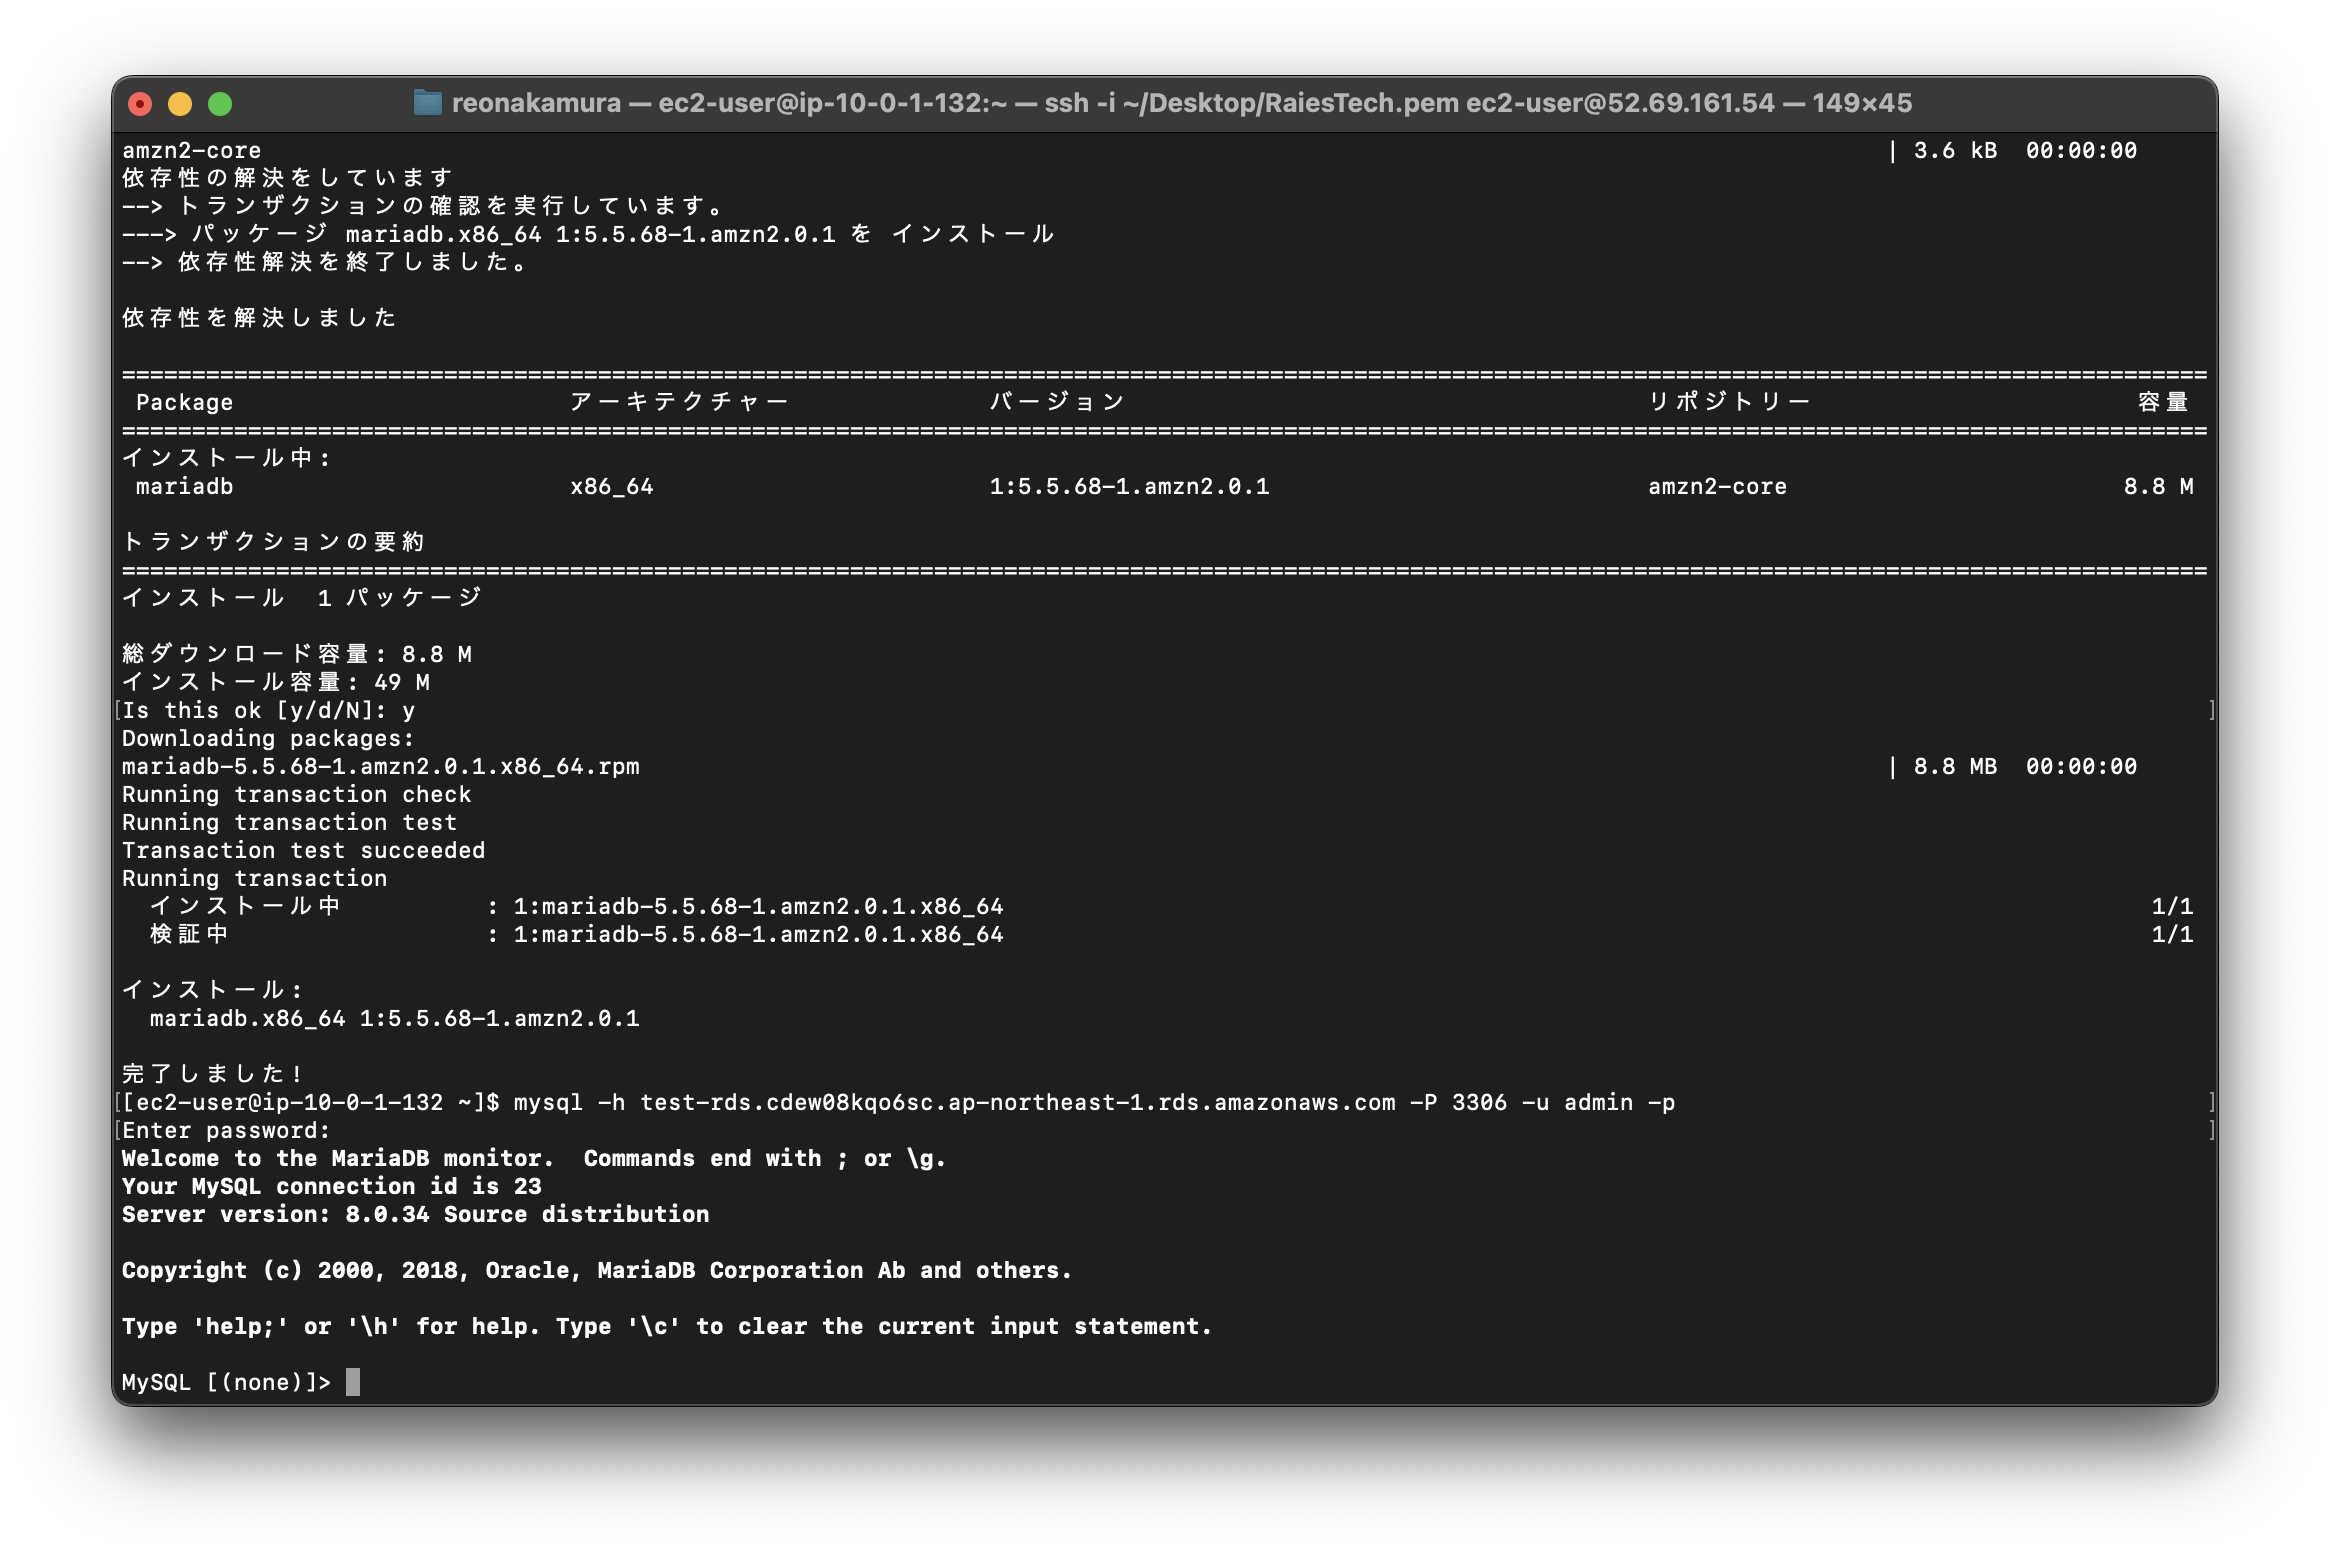 reonakamura — ec2-user@ip-10-0-1-132:~ — ssh -i ~/Desktop/RaiesTech.pem ec2-user@52.69.161.54 — 149×45
amzn2-core | 3.6 kB 00:00:00
依存性の解決をしています
--> トランザクションの確認を実行しています。
---> パッケージ mariadb.x86_64 1:5.5.68-1.amzn2.0.1 を インストール
--> 依存性解決を終了しました。
依存性を解決しました
===========================================================================================================================================================
Package アーキテクチャー バージョン リポジトリー 容量
===========================================================================================================================================================
インストール中:
mariadb x86_64 1:5.5.68-1.amzn2.0.1 amzn2-core 8.8 M
トランザクションの要約
===========================================================================================================================================================
インストール 1 パッケージ
総ダウンロード容量: 8.8 M
インストール容量: 49 M
[Is this ok [y/d/N]: y ]
Downloading packages:
mariadb-5.5.68-1.amzn2.0.1.x86_64.rpm | 8.8 MB 00:00:00
Running transaction check
Running transaction test
Transaction test succeeded
Running transaction
インストール中 : 1:mariadb-5.5.68-1.amzn2.0.1.x86_64 1/1
検証中 : 1:mariadb-5.5.68-1.amzn2.0.1.x86_64 1/1
インストール:
mariadb.x86_64 1:5.5.68-1.amzn2.0.1
完了しました!
[[ec2-user@ip-10-0-1-132 ~]$ mysql -h test-rds.cdew08kqo6sc.ap-northeast-1.rds.amazonaws.com -P 3306 -u admin -p ]
[Enter password: ]
Welcome to the MariaDB monitor. Commands end with ; or \g.
Your MySQL connection id is 23
Server version: 8.0.34 Source distribution
Copyright (c) 2000, 2018, Oracle, MariaDB Corporation Ab and others.
Type 'help;' or '\h' for help. Type '\c' to clear the current input statement.
MySQL [(none)]>